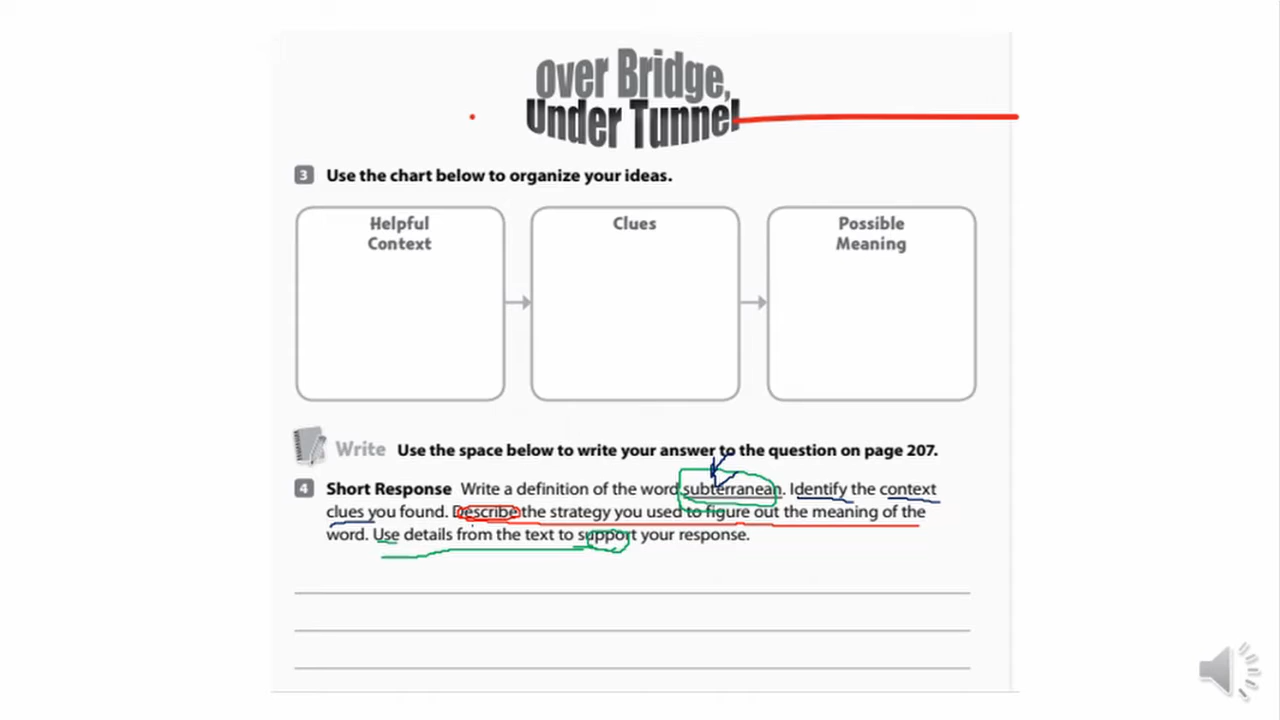 Over Bridge,
Under Tunnel
3 Use the chart below to organize your ideas.
Helpful
Context
Clues
Possible
Meaning
Write Use the space below to write your answer to the question on page 207.
4 Short Response Write a definition of the word subterranean. Identify the context
clues you found. Describe the strategy you used to figure out the meaning of the
word. Use details from the text to support your response.